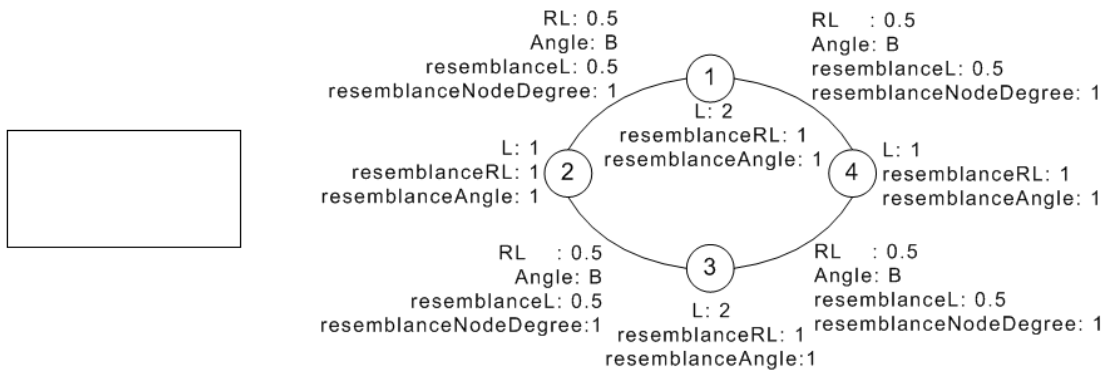 RL: 0.5
Angle: B
resemblanceL: 0.5
resemblanceNodeDegree: 1
RL : 0.5
Angle: B
resemblanceL: 0.5
resemblanceNodeDegree: 1
1
L: 2
resemblanceRL: 1
resemblanceAngle: 1
L: 1
resemblanceRL: 1
resemblanceAngle: 1
2
4
L: 1
resemblanceRL: 1
resemblanceAngle: 1
RL : 0.5
Angle: B
resemblanceL: 0.5
resemblanceNodeDegree:1
3
L: 2
resemblanceRL: 1
resemblanceAngle:1
RL : 0.5
Angle: B
resemblanceL: 0.5
resemblanceNodeDegree: 1